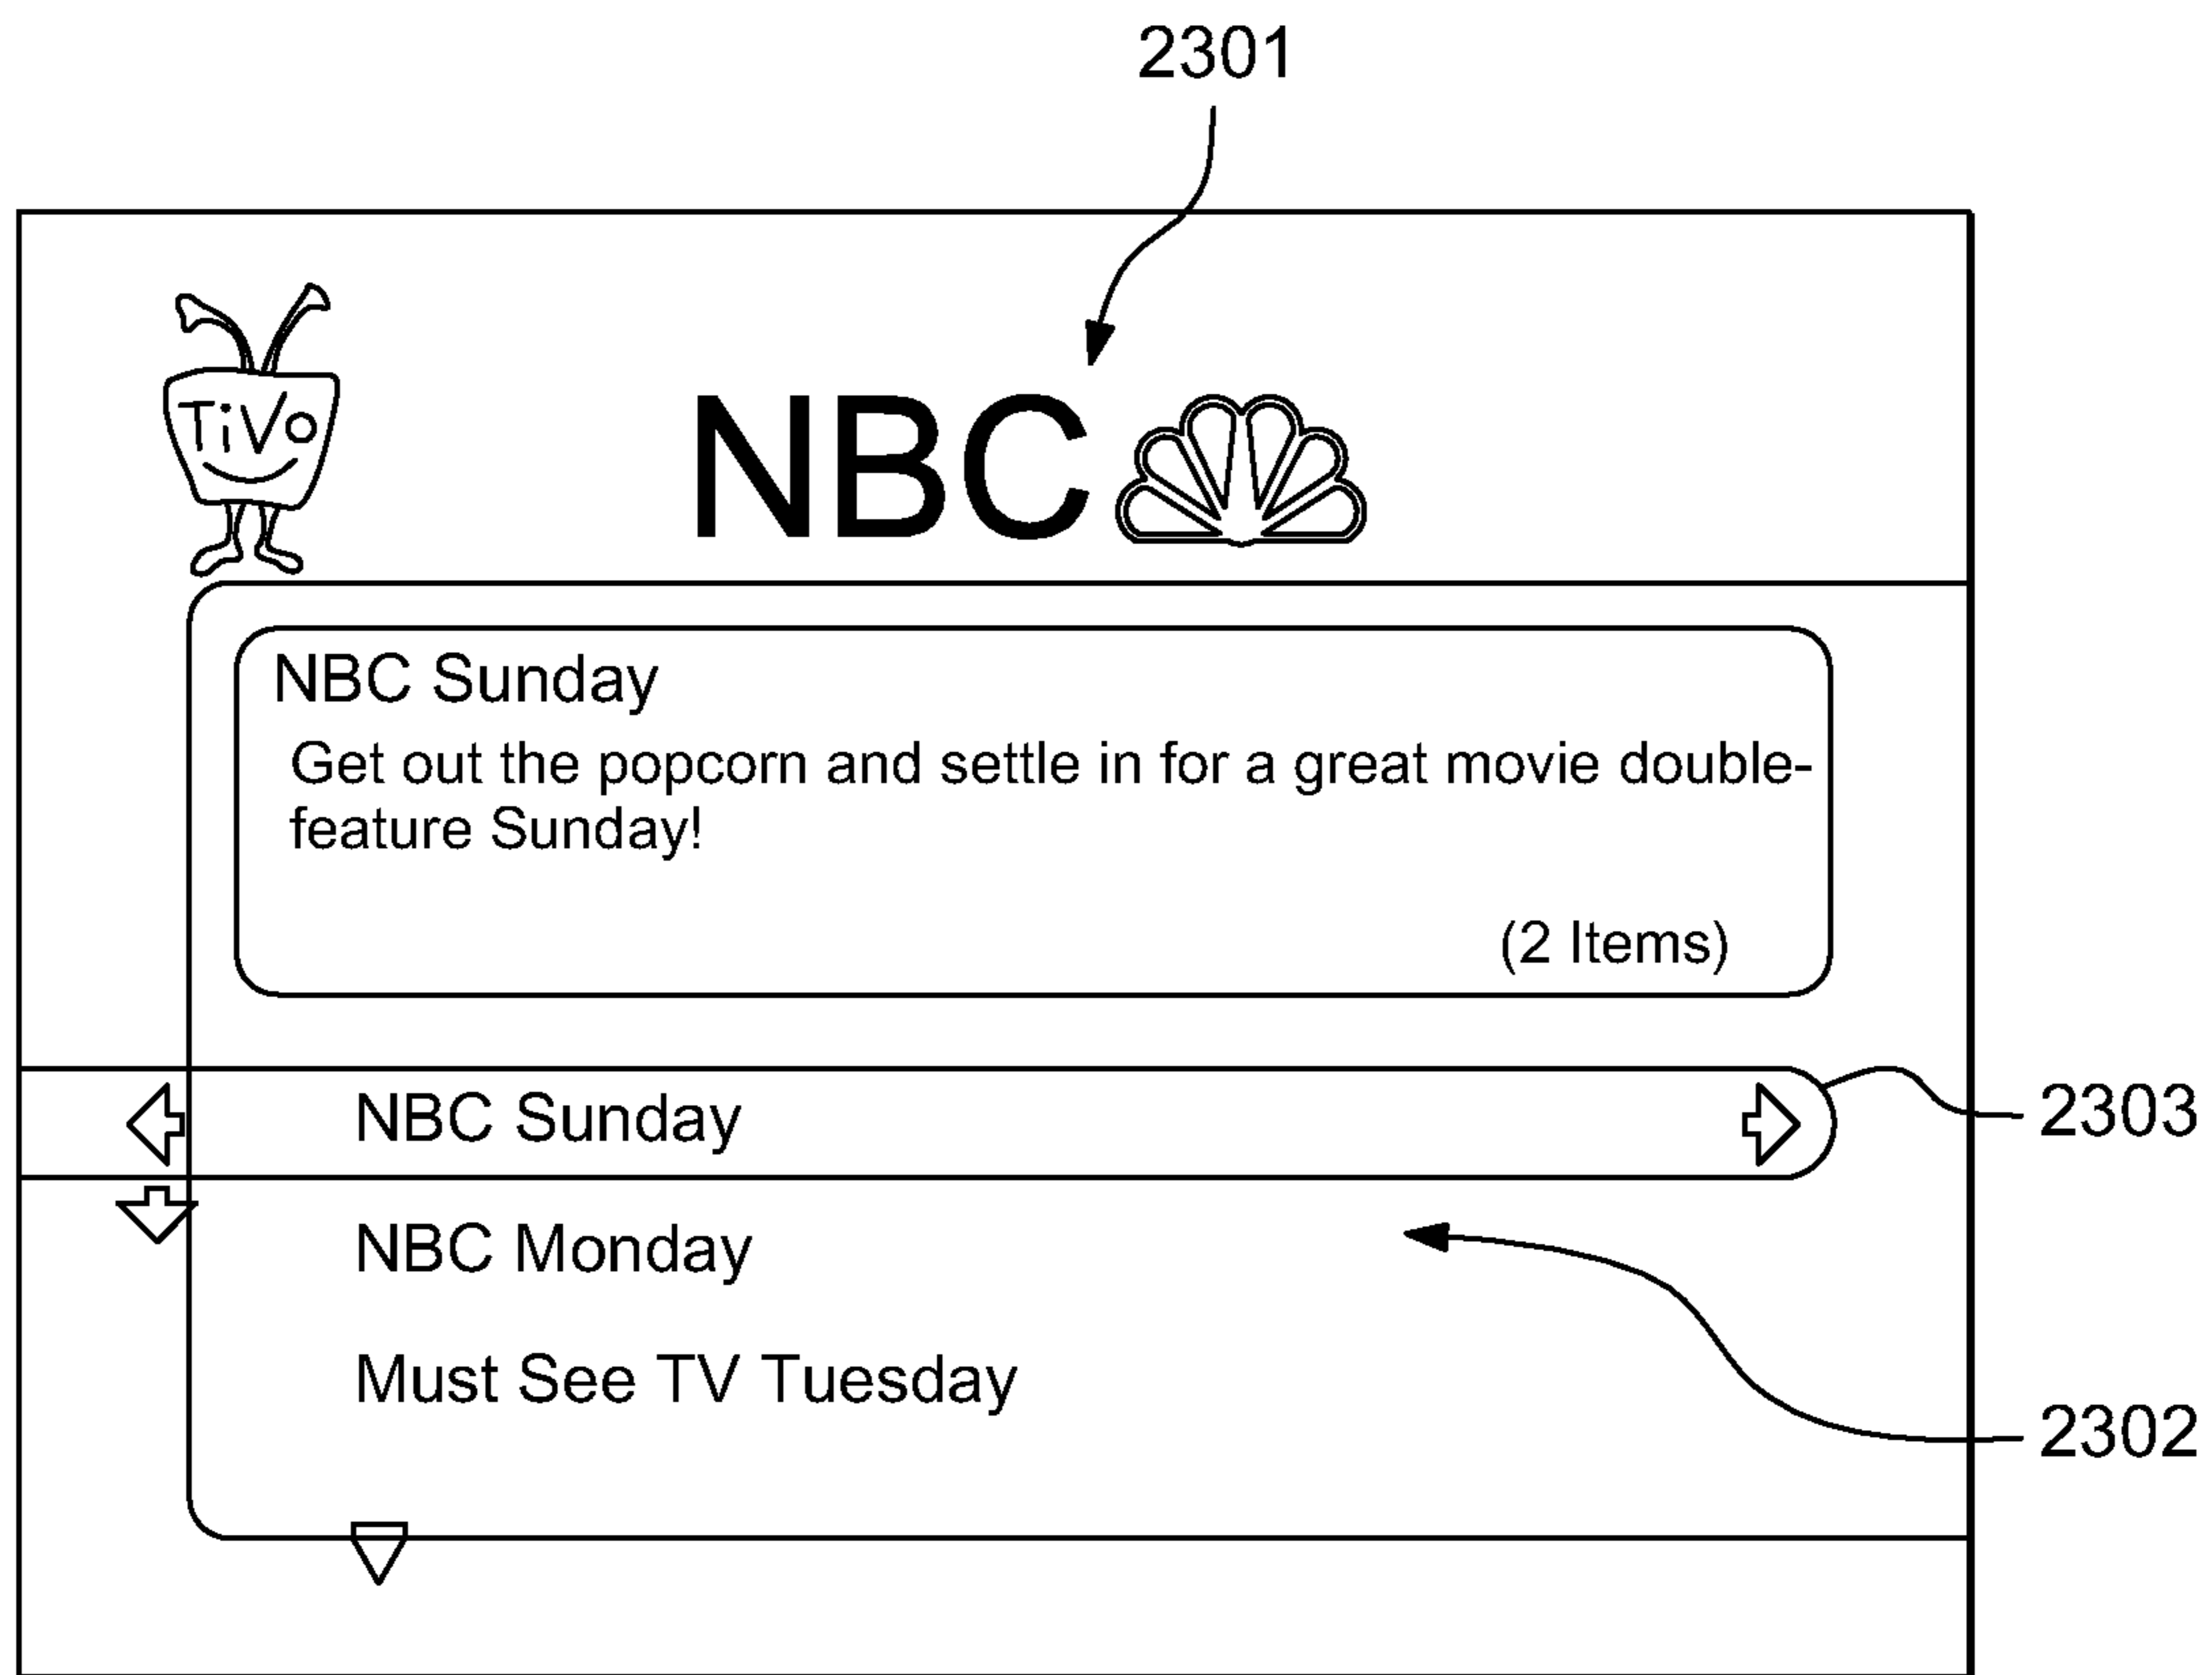 2301
TiVo
NBC
NBC Sunday
Get out the popcorn and settle in for a great movie double-
feature Sunday!
(2 Items)
NBC Sunday
2303
NBC Monday
Must See TV Tuesday
2302